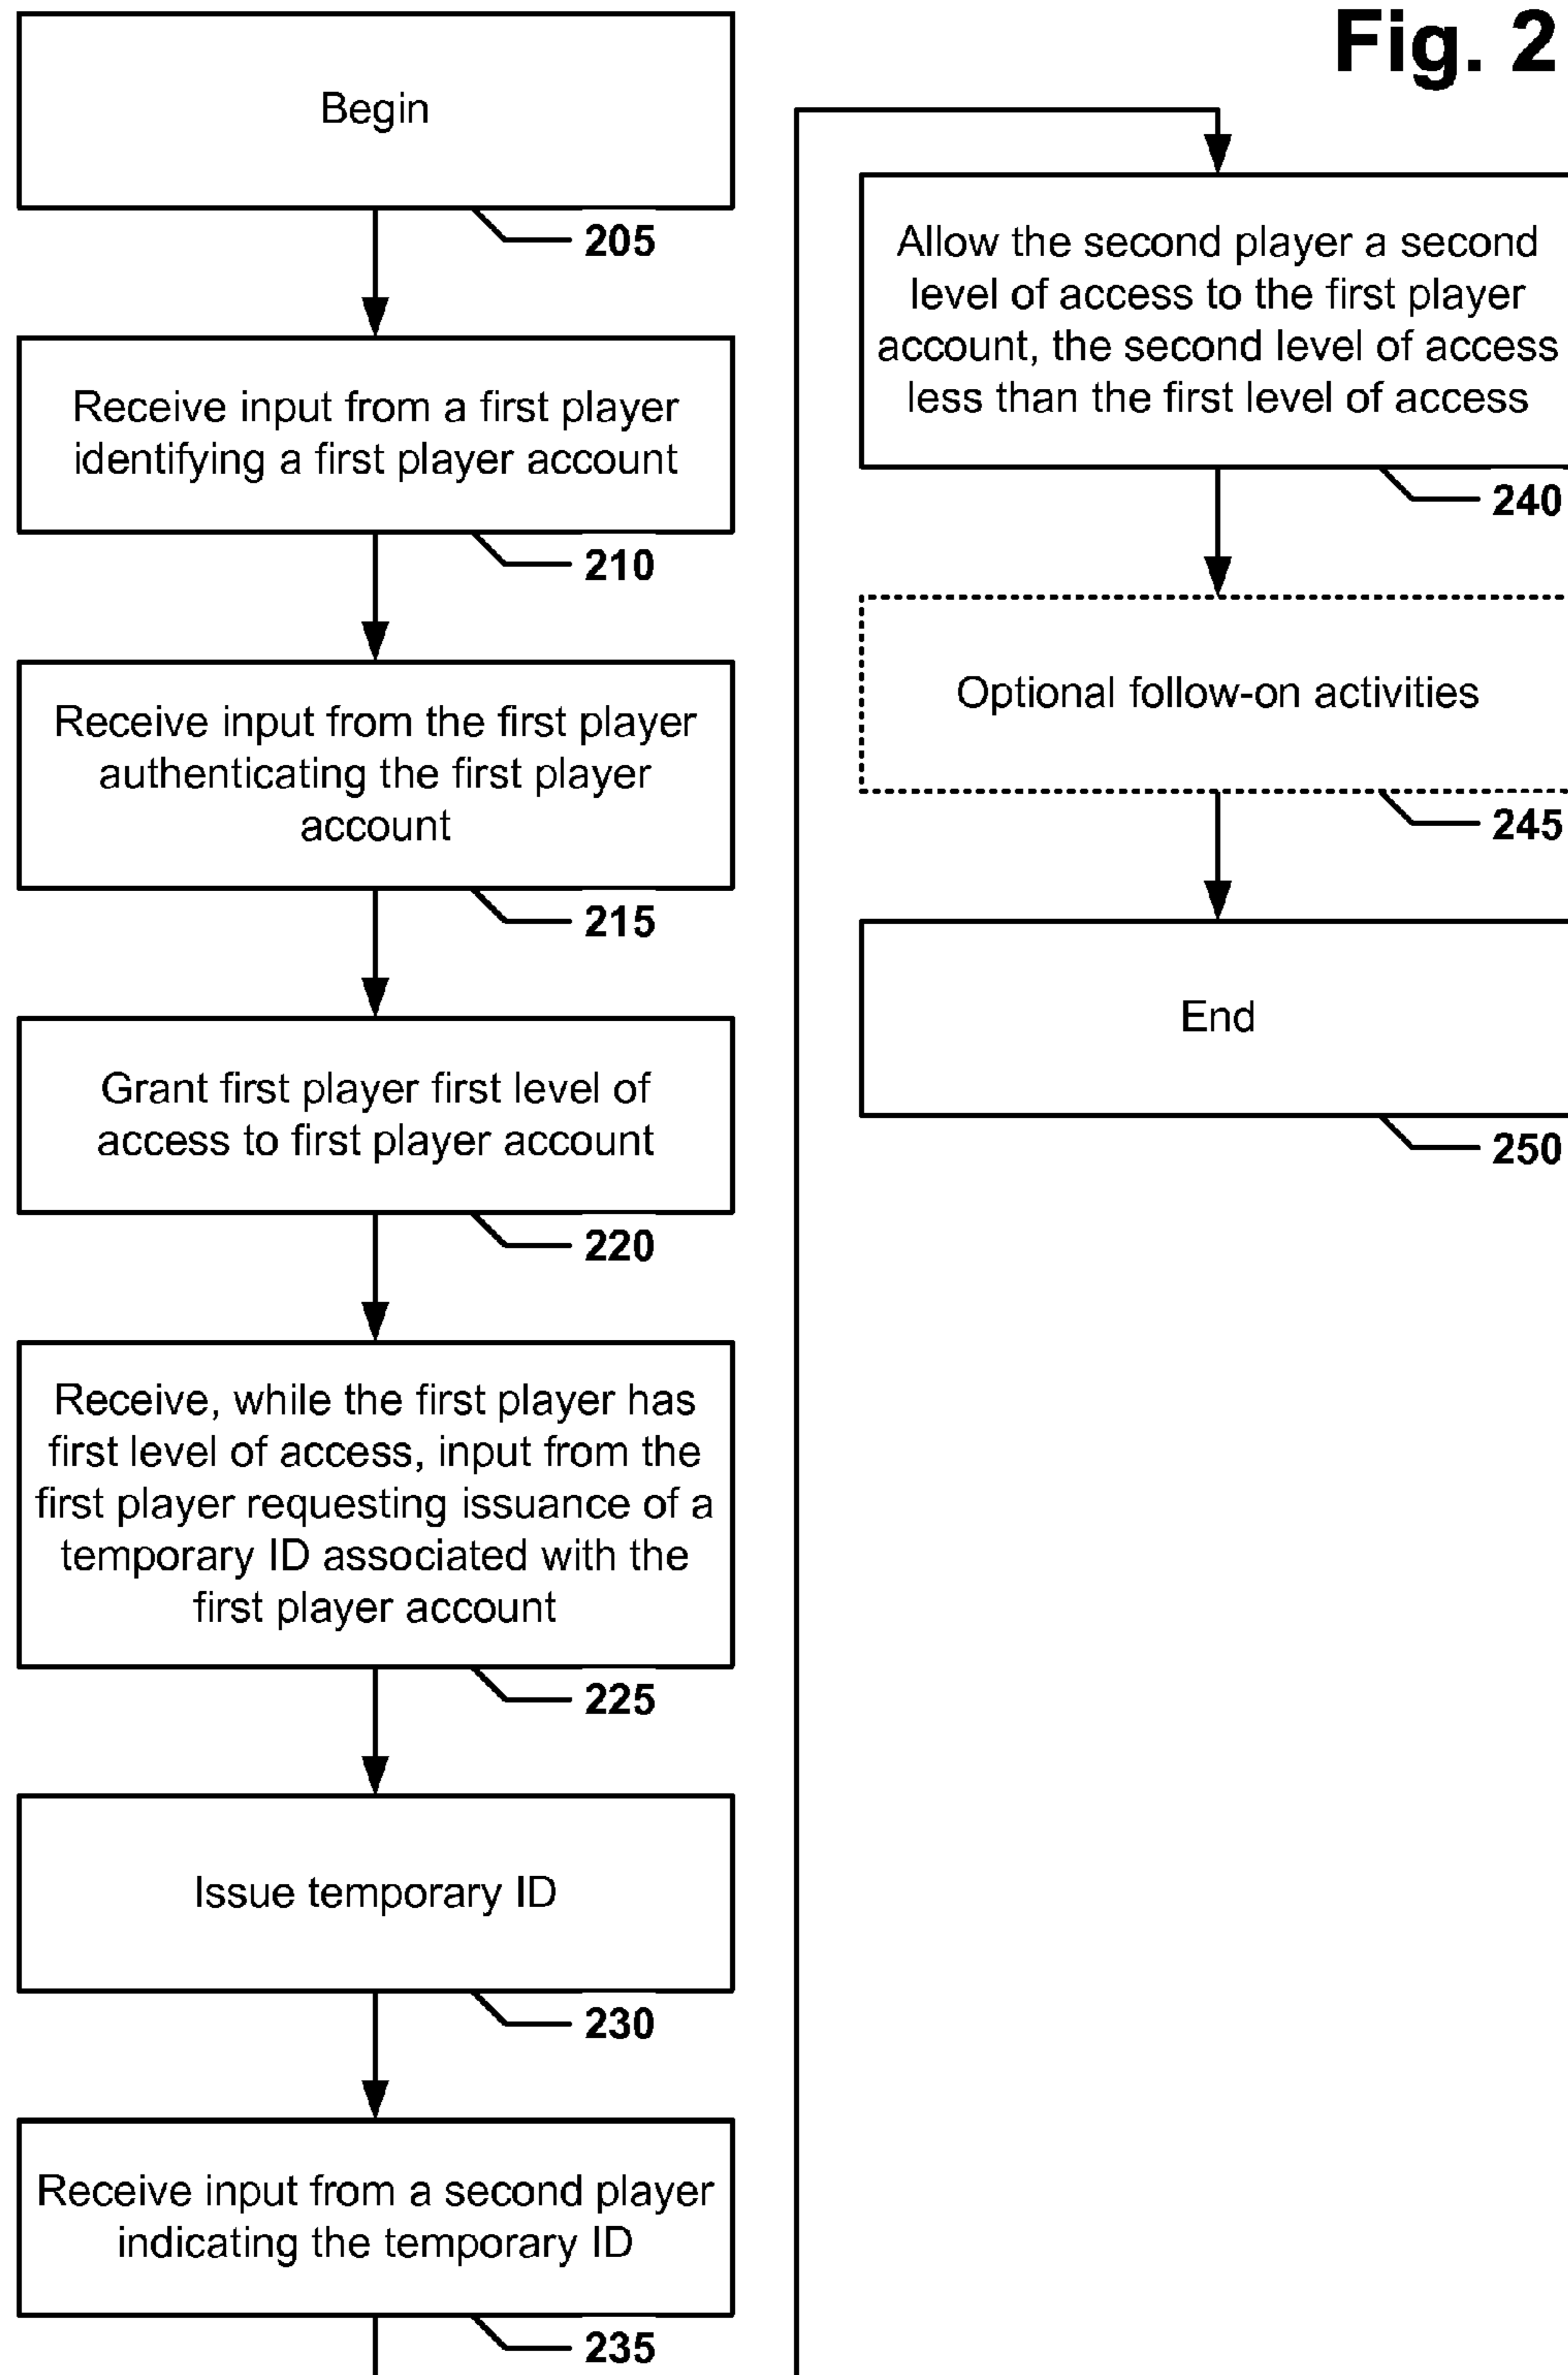 Fig. 2
Begin
205
Receive input from a first player
identifying a first player account
210
Receive input from the first player
authenticating the first player
account
215
Grant first player first level of
access to first player account
220
Receive, while the first player has
first level of access, input from the
first player requesting issuance of a
temporary ID associated with the
first player account
225
Issue temporary ID
230
Receive input from a second player
indicating the temporary ID
235
Allow the second player a second
level of access to the first player
account, the second level of access
less than the first level of access
240
Optional follow-on activities
245
End
250